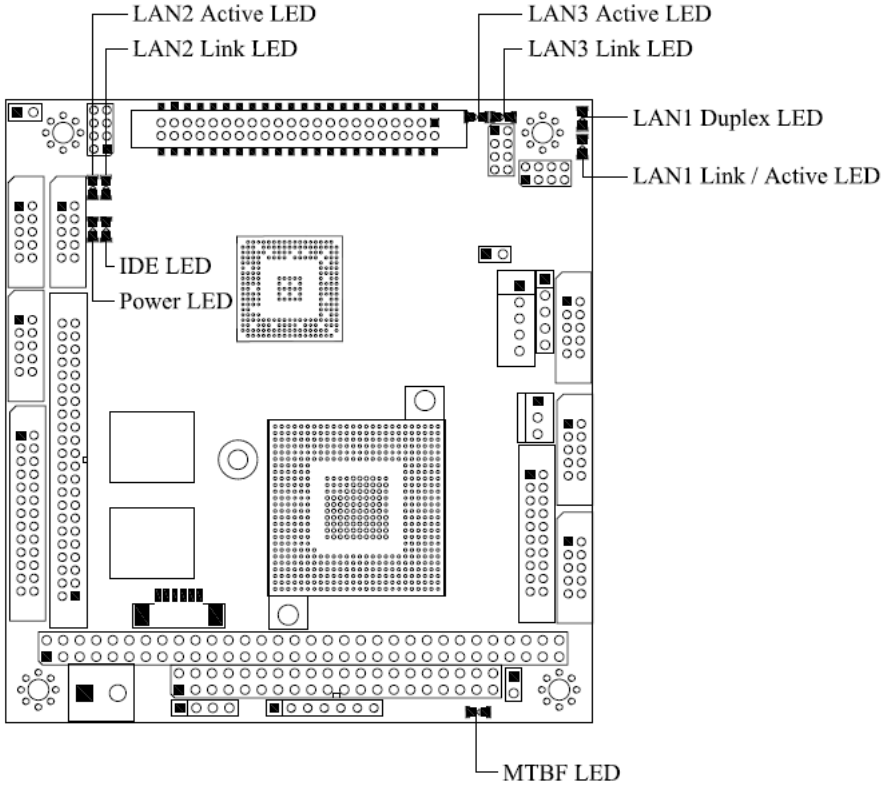 LAN2 Active LED
LAN3 Active LED
LAN2 Link LED
LAN3 Link LED
LAN1 Duplex LED
LAN1 Link / Active LED
IDE LED
Power LED
MTBF LED